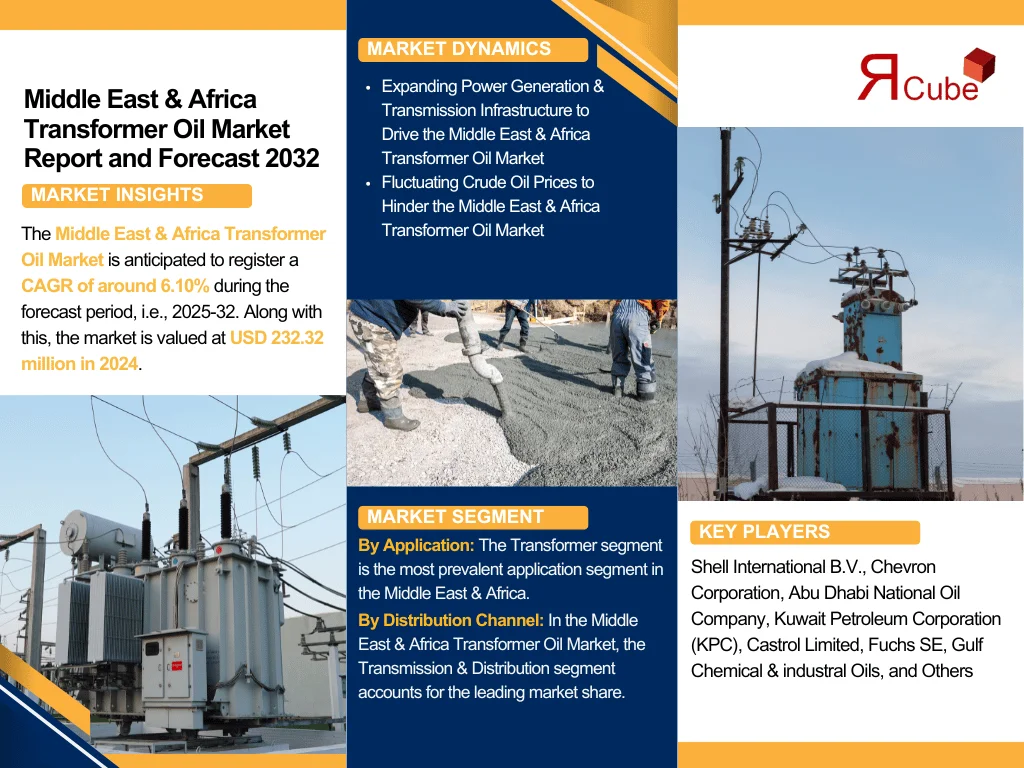 Middle East & Africa
Transformer Oil Market
Report and Forecast 2032
MARKET INSIGHTS
The Middle East & Africa Transformer
Oil Market is anticipated to register a
CAGR of around 6.10% during the
forecast period, i.e., 2025-32. Along with
this, the market is valued at USD 232.32
million in 2024.
MARKET DYNAMICS
• Expanding Power Generation &
Transmission Infrastructure to
Drive the Middle East & Africa
Transformer Oil Market
• Fluctuating Crude Oil Prices to
Hinder the Middle East & Africa
Transformer Oil Market
MARKET SEGMENT
By Application: The Transformer segment
is the most prevalent application segment in
the Middle East & Africa.
By Distribution Channel: In the Middle
East & Africa Transformer Oil Market, the
Transmission & Distribution segment
accounts for the leading market share.
ЯCube
KEY PLAYERS
Shell International B.V., Chevron
Corporation, Abu Dhabi National Oil
Company, Kuwait Petroleum Corporation
(KPC), Castrol Limited, Fuchs SE, Gulf
Chemical & industral Oils, and Others